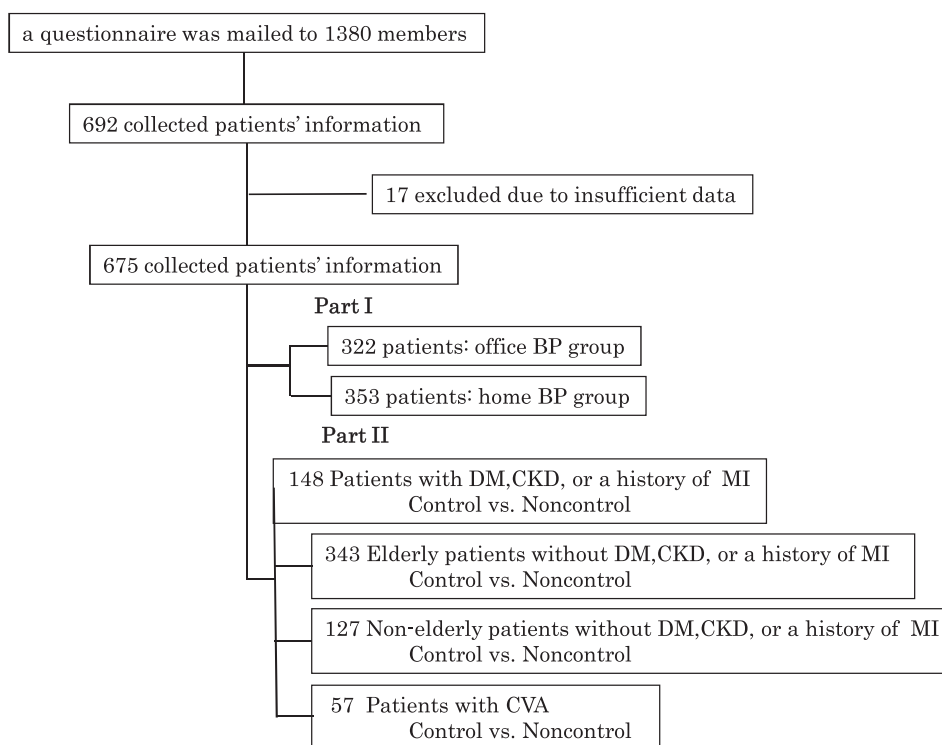 a questionnaire was mailed to 1380 members
692 collected patients' information
17 excluded due to insufficient data
675 collected patients' information
Part I
322 patients: office BP group
353 patients: home BP group
Part II
148 Patients with DM,CKD, or a history of MI
Control vs. Noncontrol
343 Elderly patients without DM,CKD, or a history of MI
Control vs. Noncontrol
127 Non-elderly patients without DM,CKD, or a history of MI
Control vs. Noncontrol
57 Patients with CVA
Control vs. Noncontrol